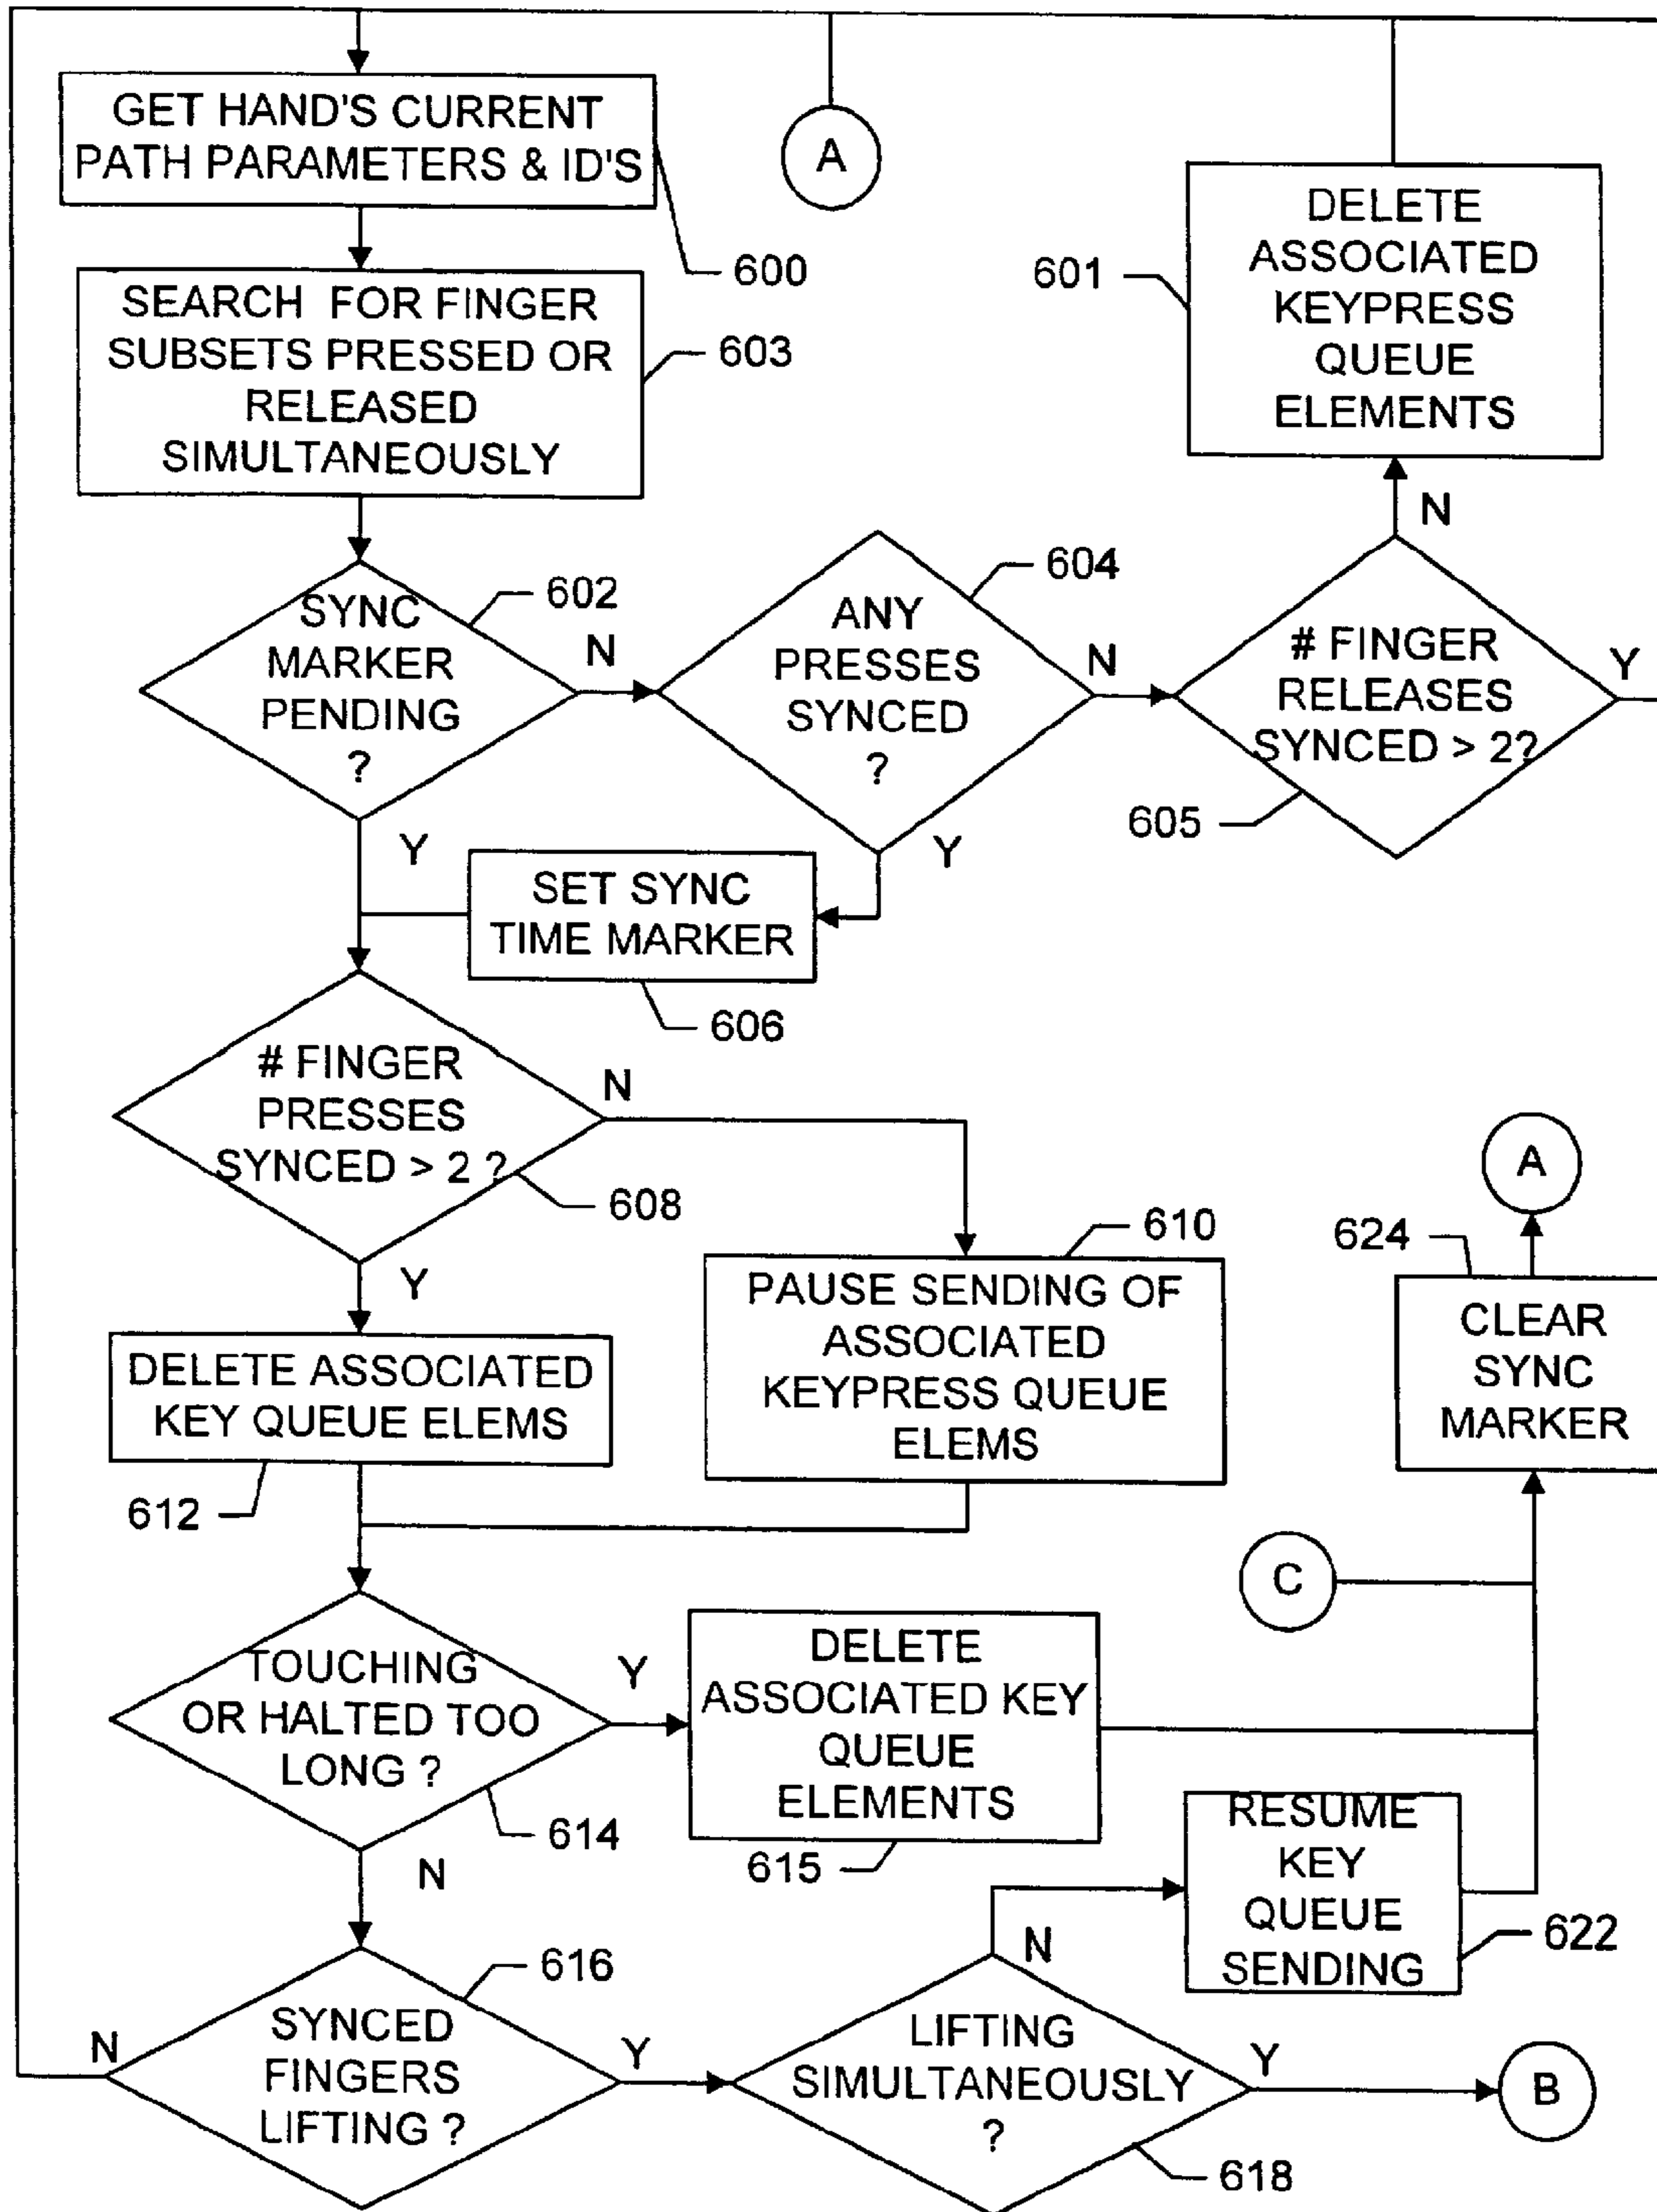 GET HAND'S CURRENT
PATH PARAMETERS & ID'S
600
A
DELETE
ASSOCIATED
KEYPRESS
QUEUE
ELEMENTS
601
SEARCH FOR FINGER
SUBSETS PRESSED OR
RELEASED
SIMULTANEOUSLY
603
N
SYNC
MARKER
PENDING
?
602
N
Y
ANY
PRESSES
SYNCED
?
604
N
Y
# FINGER
RELEASES
SYNCED > 2?
605
Y
SET SYNC
TIME MARKER
606
# FINGER
PRESSES
SYNCED > 2 ?
608
N
Y
610
PAUSE SENDING OF
ASSOCIATED
KEYPRESS QUEUE
ELEMS
A
624
CLEAR
SYNC
MARKER
DELETE ASSOCIATED
KEY QUEUE ELEMS
612
C
TOUCHING
OR HALTED TOO
LONG ?
614
Y
N
DELETE
ASSOCIATED KEY
QUEUE
ELEMENTS
615
RESUME
KEY
QUEUE
SENDING
622
SYNCED
FINGERS
LIFTING ?
616
N
Y
LIFTING
SIMULTANEOUSLY
?
618
N
Y
B